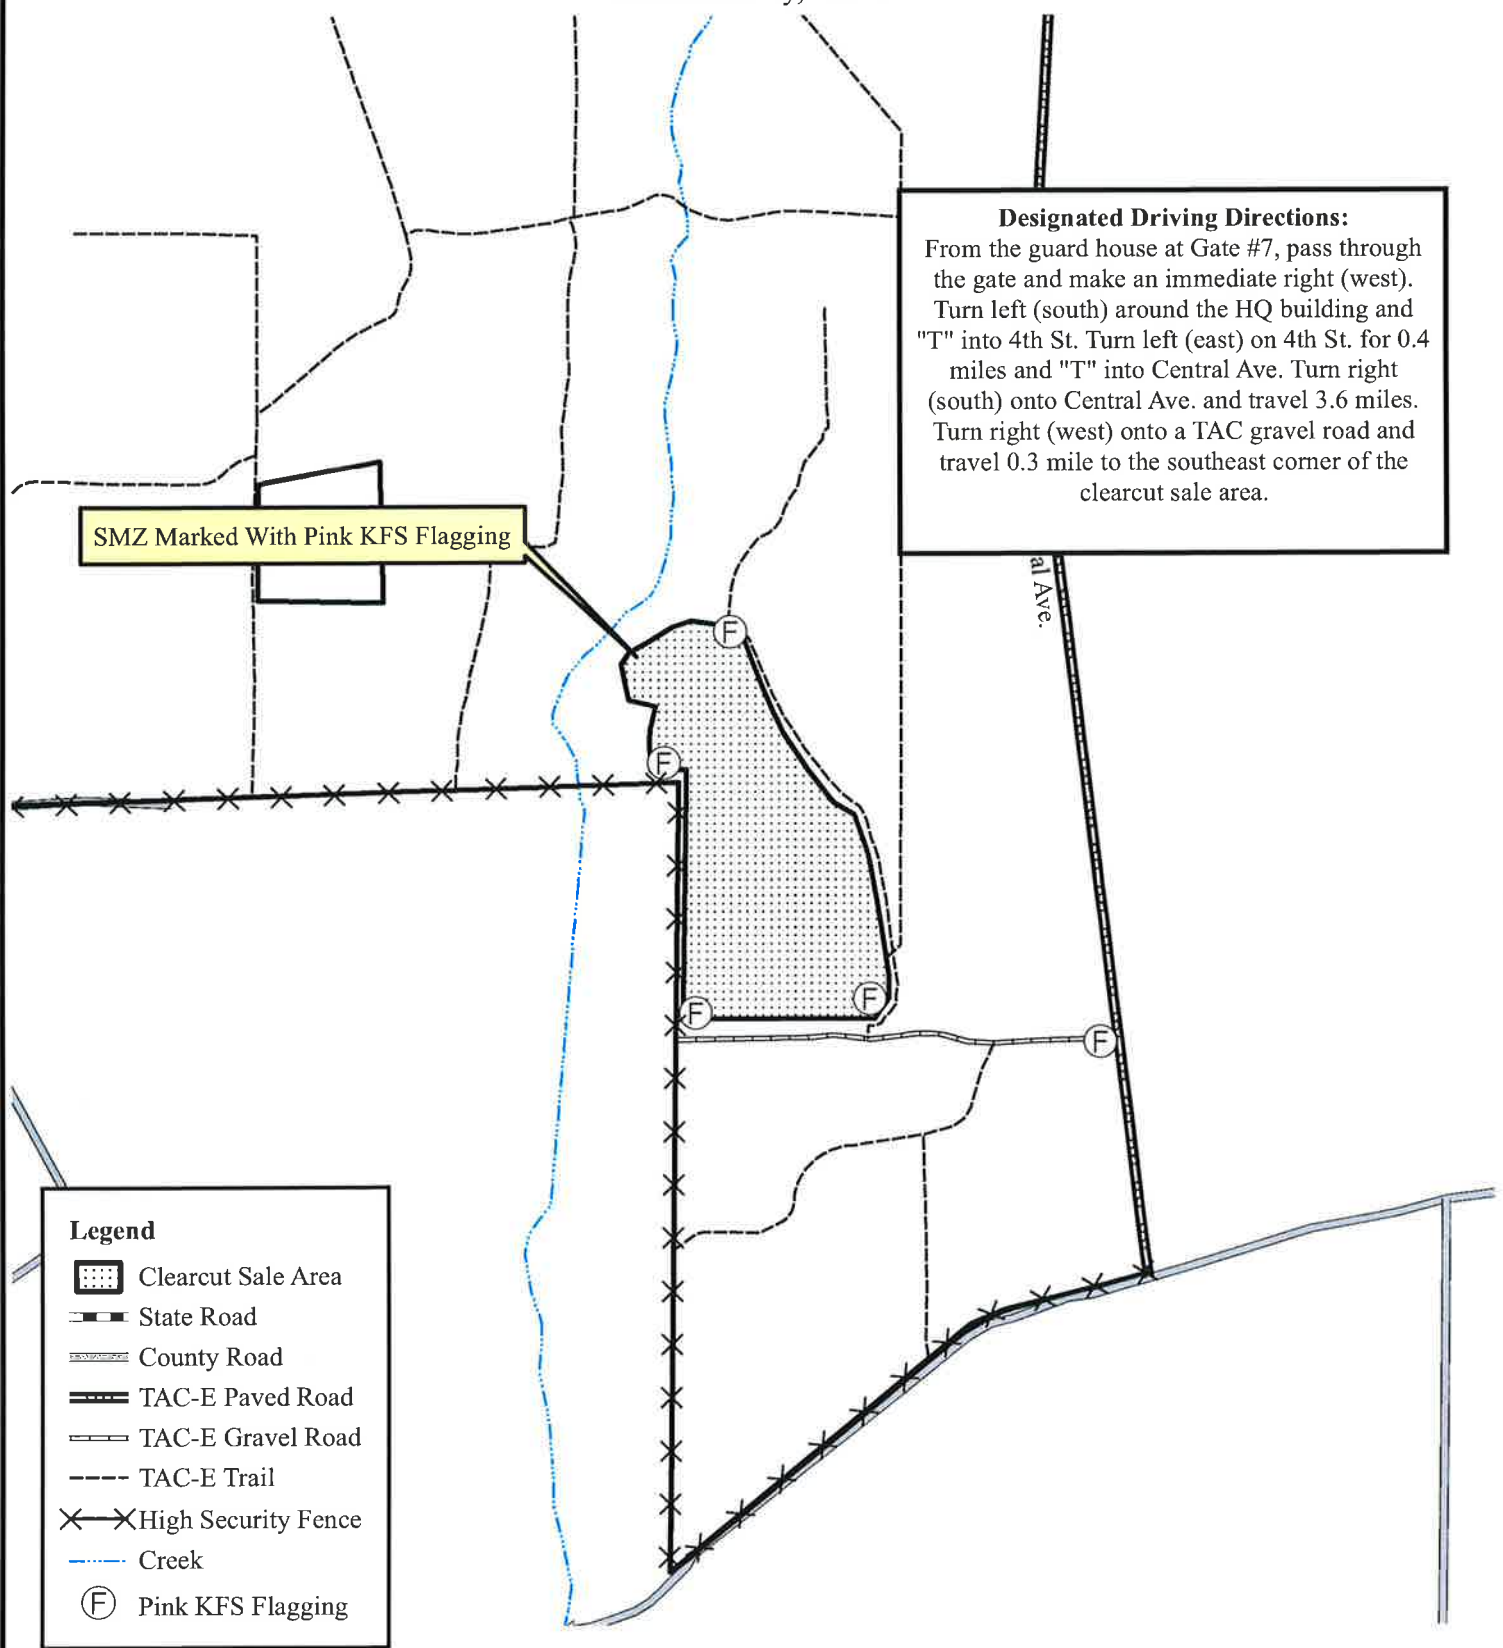 Designated Driving Directions:
From the guard house at Gate #7, pass through
the gate and make an immediate right (west).
Turn left (south) around the HQ building and
"T" into 4th St. Turn left (east) on 4th St. for 0.4
miles and "T" into Central Ave. Turn right
(south) onto Central Ave. and travel 3.6 miles.
Turn right (west) onto a TAC gravel road and
travel 0.3 mile to the southeast corner of the
clearcut sale area.
SMZ Marked With Pink KFS Flagging
al Ave.
F
F
F
F
F
Legend
Clearcut Sale Area
State Road
County Road
TAC-E Paved Road
TAC-E Gravel Road
TAC-E Trail
High Security Fence
Creek
F Pink KFS Flagging